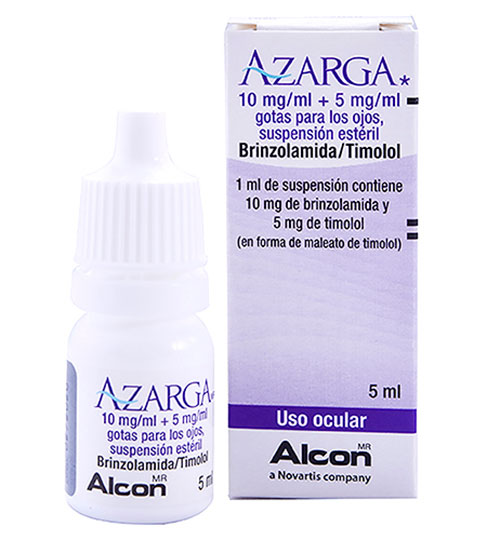 AZARGA*
10 mg/ml + 5 mg/ml
gotas para los ojos,
suspensión estéril
Brinzolamida/Timolol
1 ml de suspensión contiene
10 mg de brinzolamida y
5 mg de timolol
(en forma de maleato de timolol)
5 ml
Uso ocular
Alcon MR
a Novartis company
AZARGA*
10 mg/ml + 5 mg/ml
gotas para los ojos,
suspensión estéril
Brinzolamida/Timolol
Alcon MR 5 ml